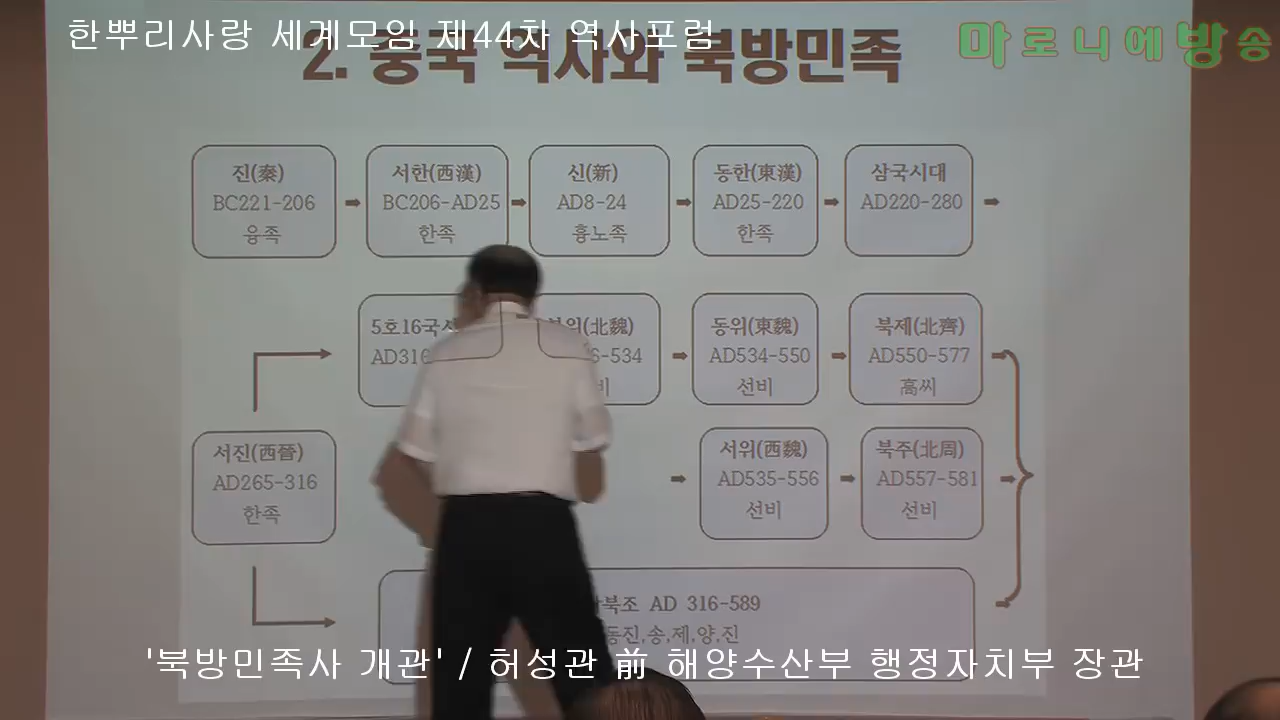 한뿌리사랑 세계모임 제44차 역사포럼
마로니에방송
2. 중국 역사와 북방민족
진(秦)
BC221-206
융족
서한(西漢)
BC206-AD25
한족
신(新)
AD8-24
흉노족
동한(東漢)
AD25-220
한족
삼국시대
AD220-280
5호16국
AD316
(北魏)
-534
비
동위(東魏)
AD534-550
선비
북제(北齊)
AD550-577
高씨
서진(西晉)
AD265-316
한족
서위(西魏)
AD535-556
선비
북주(北周)
AD557-581
선비
북조 AD 316-589
동진,송,제,양,진
'북방민족사 개관' / 허성관 前 해양수산부 행정자치부 장관